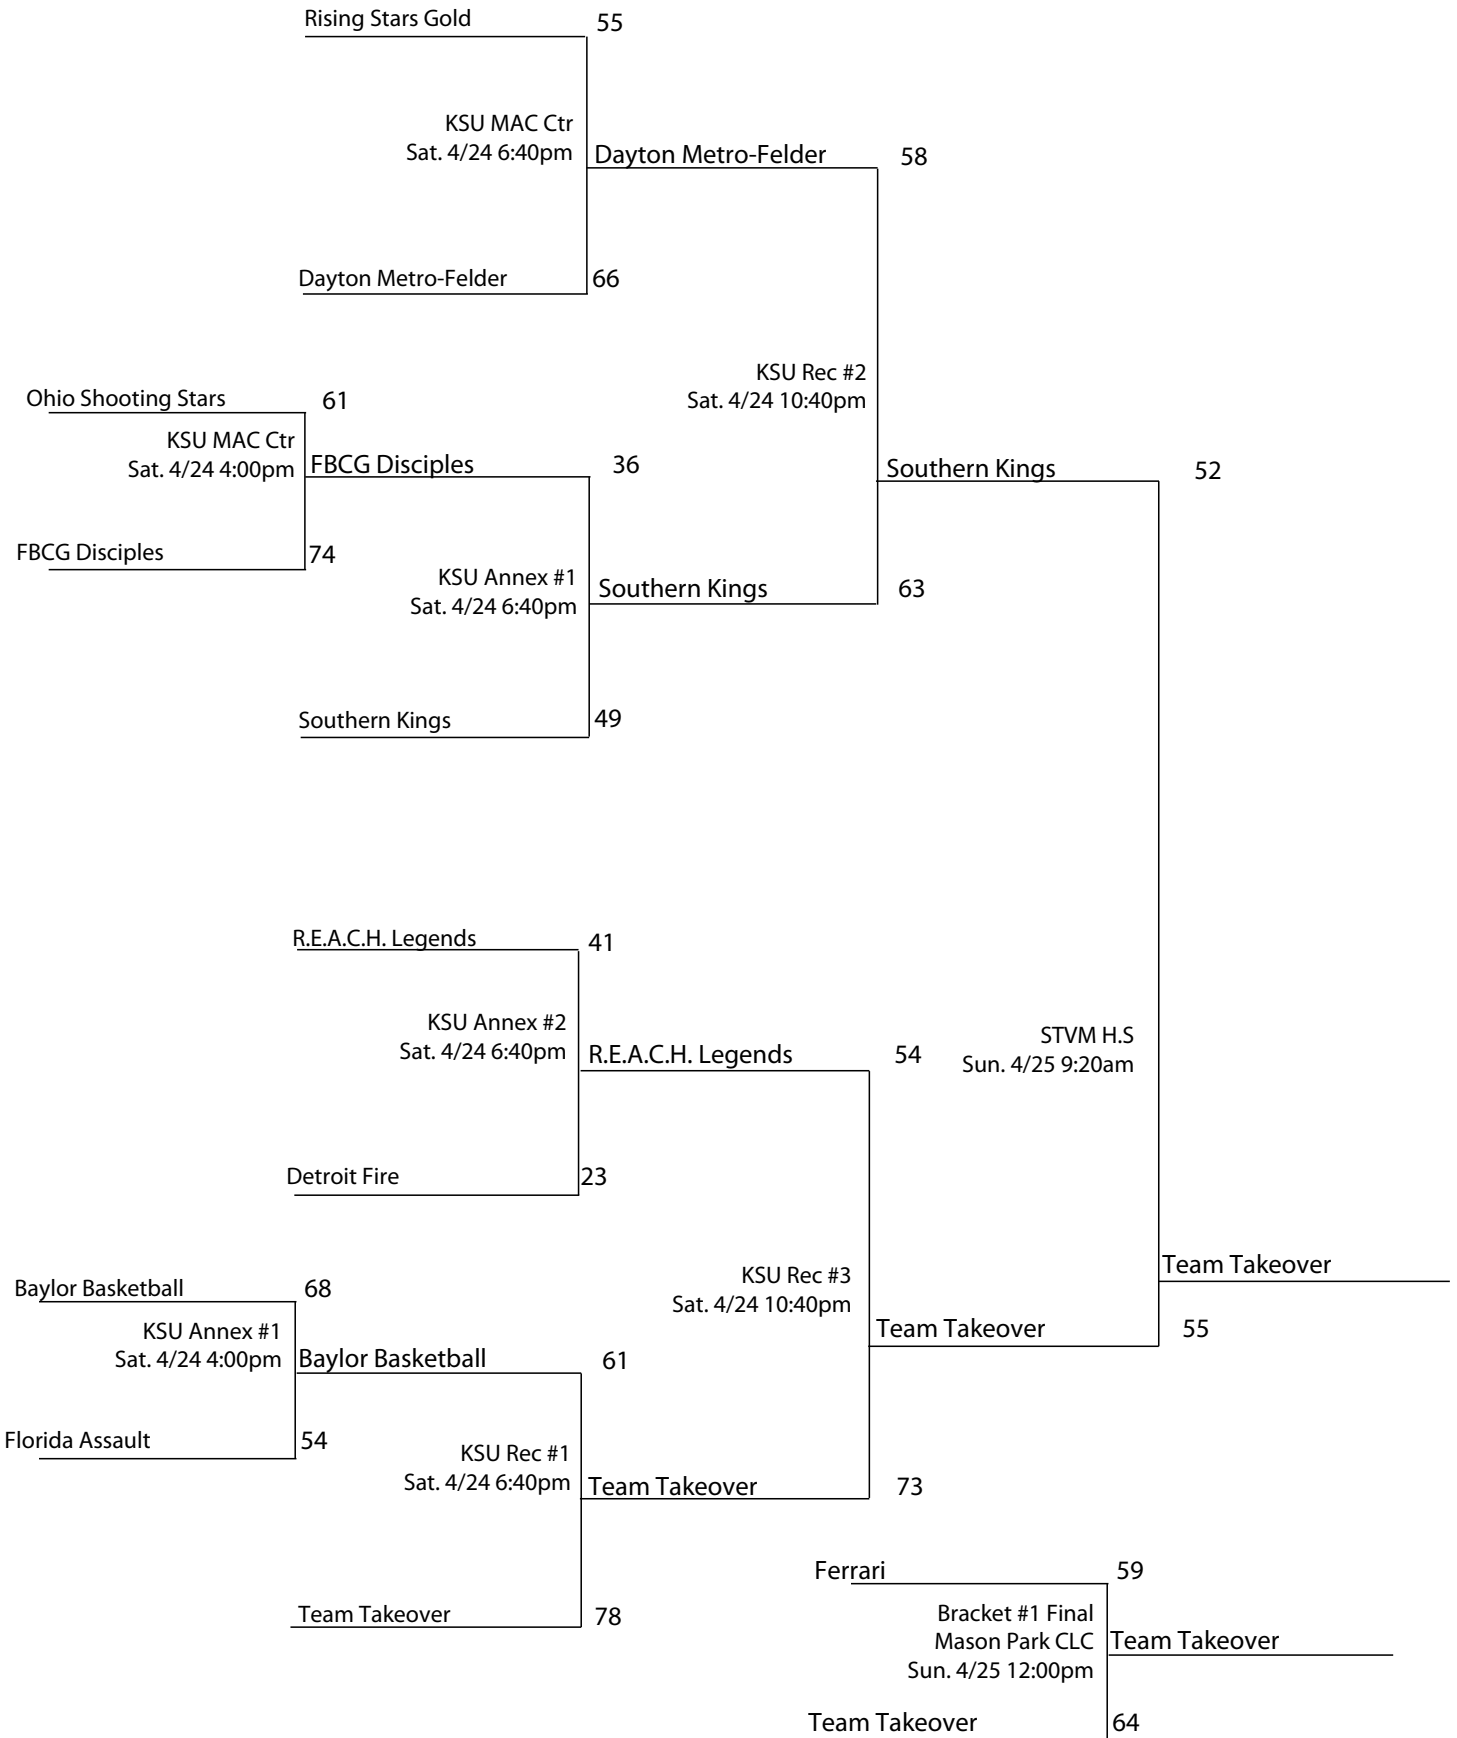 Rising Stars Gold 55
KSU MAC Ctr
Sat. 4/24 6:40pm
Dayton Metro-Felder 58
Dayton Metro-Felder 66
KSU Rec #2
Sat. 4/24 10:40pm
Ohio Shooting Stars 61
KSU MAC Ctr
Sat. 4/24 4:00pm
FBCG Disciples 36
Southern Kings 52
FBCG Disciples 74
KSU Annex #1
Sat. 4/24 6:40pm
Southern Kings 63
Southern Kings 49
R.E.A.C.H. Legends 41
KSU Annex #2
Sat. 4/24 6:40pm
R.E.A.C.H. Legends 54
STVM H.S
Sun. 4/25 9:20am
Detroit Fire 23
Team Takeover
Baylor Basketball 68
KSU Rec #3
Sat. 4/24 10:40pm
KSU Annex #1
Sat. 4/24 4:00pm
Team Takeover 55
Baylor Basketball 61
Florida Assault 54
KSU Rec #1
Sat. 4/24 6:40pm
Team Takeover 73
Team Takeover 78
Ferrari 59
Bracket #1 Final
Mason Park CLC
Sun. 4/25 12:00pm
Team Takeover
Team Takeover 64